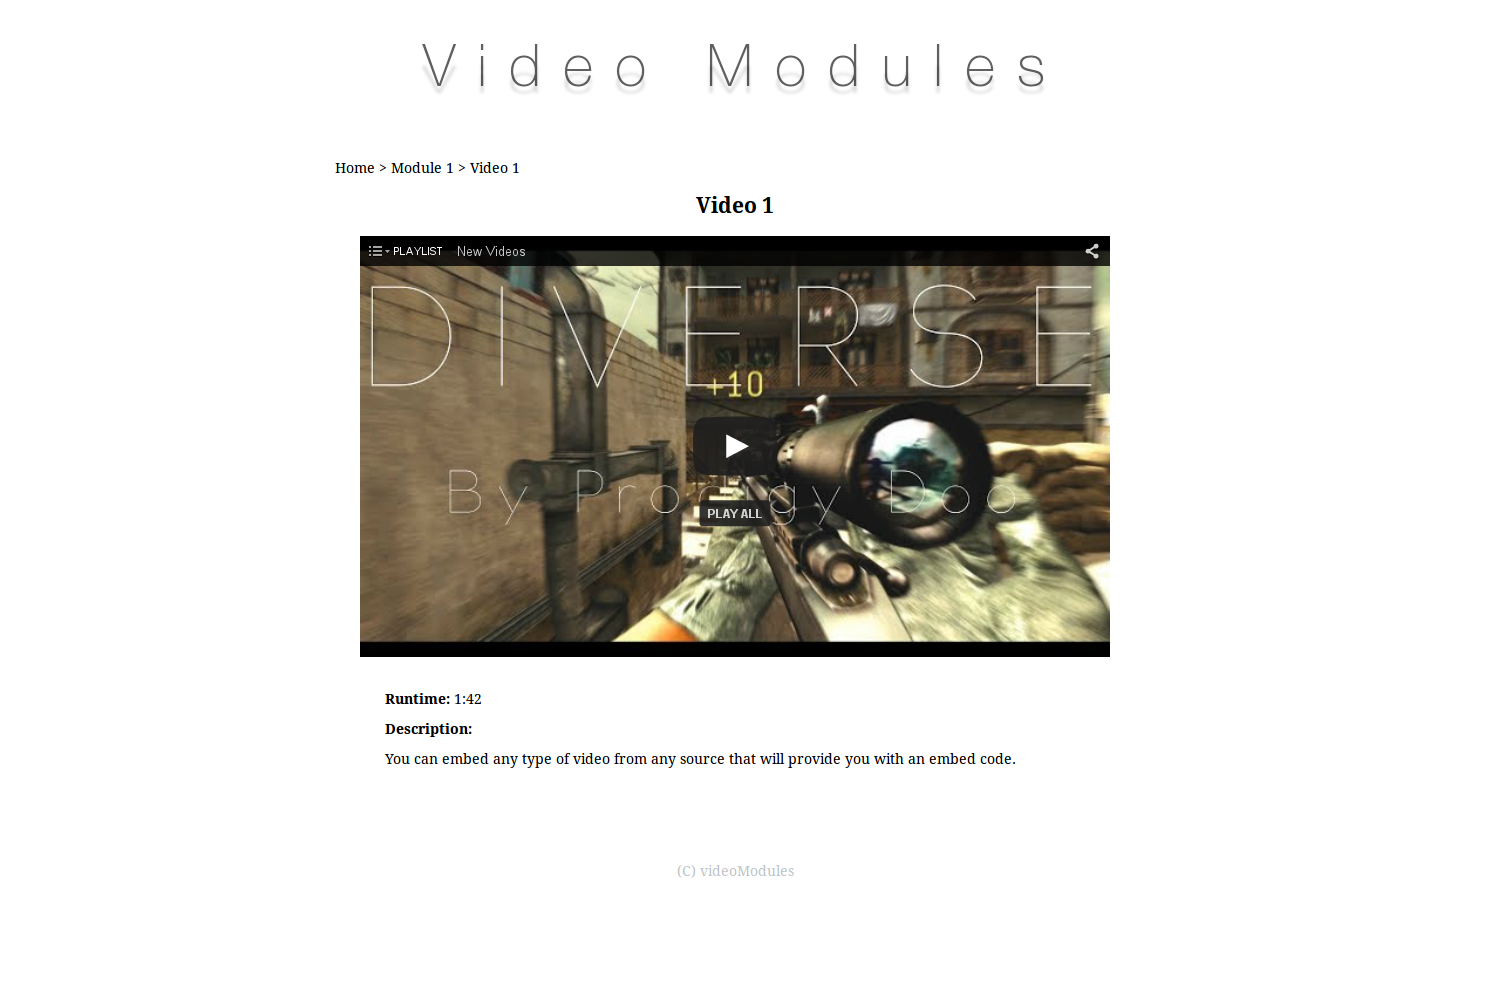 Video Modules
Home > Module 1 > Video 1
Video 1
PLAYLIST New Videos
DIVERSE
+10
By Prodigy Doo
PLAY ALL
Runtime: 1:42
Description:
You can embed any type of video from any source that will provide you with an embed code.
(C) videoModules